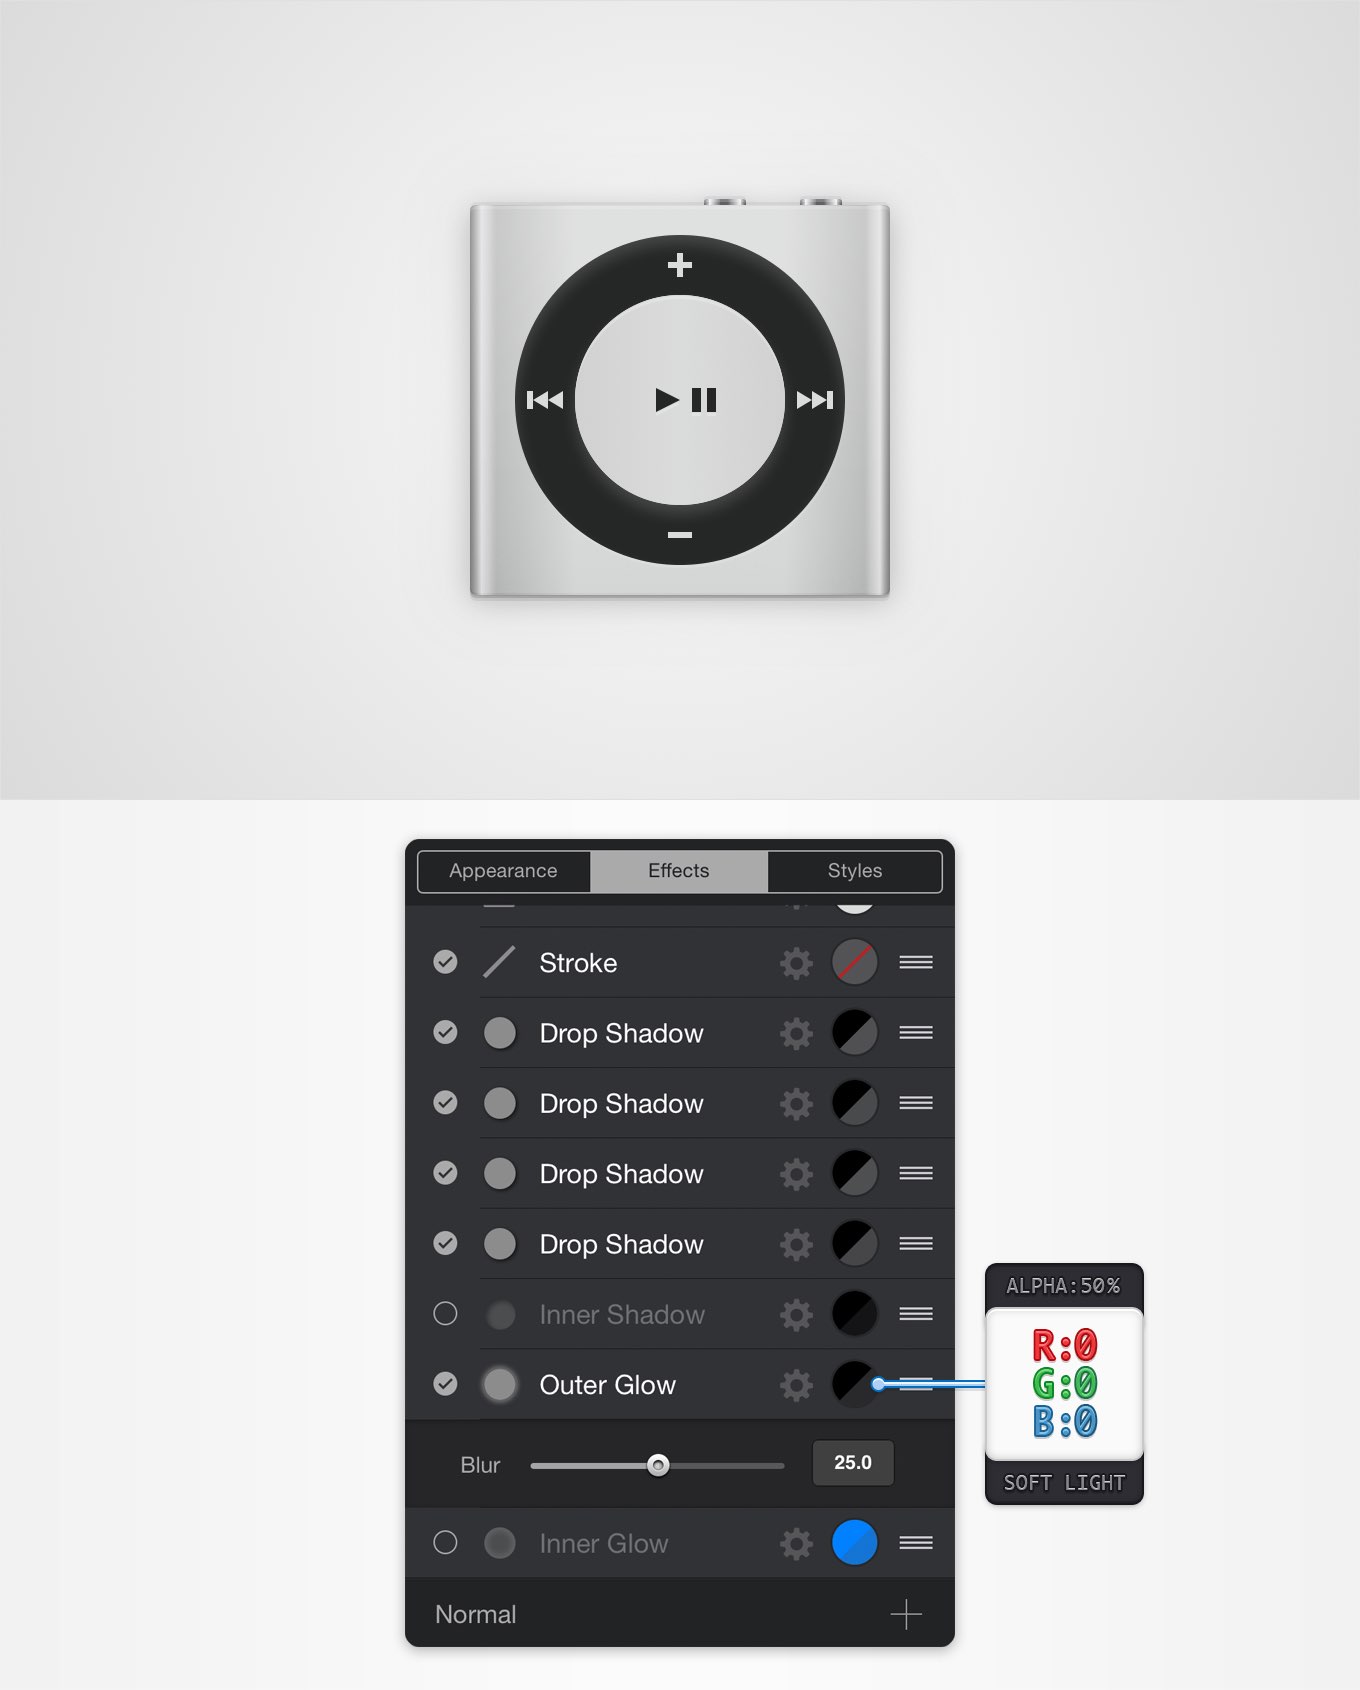 Appearance Effects Styles
Stroke
Drop Shadow
Drop Shadow
Drop Shadow
Drop Shadow
Inner Shadow
Outer Glow
Blur 25.0
Inner Glow
Normal
ALPHA:50%
R:0
G:0
B:0
SOFT LIGHT